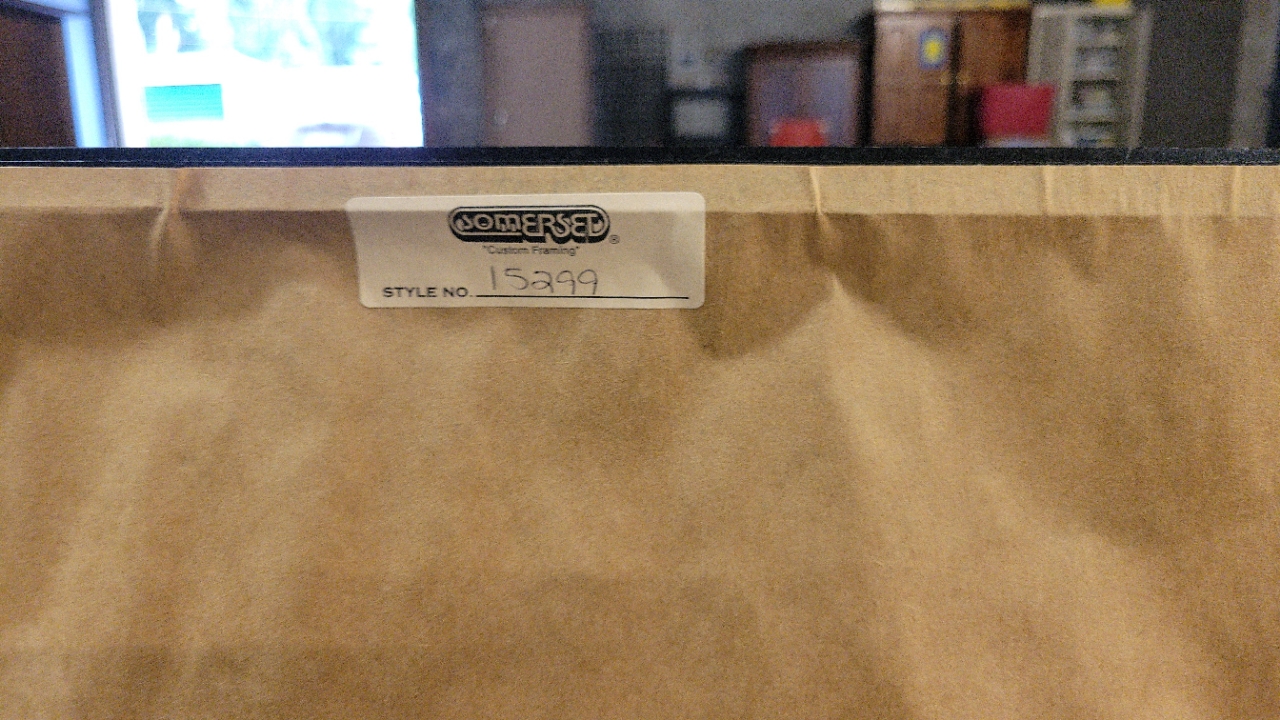 SOMERSET®
"Custom Framing"
STYLE NO. 15299